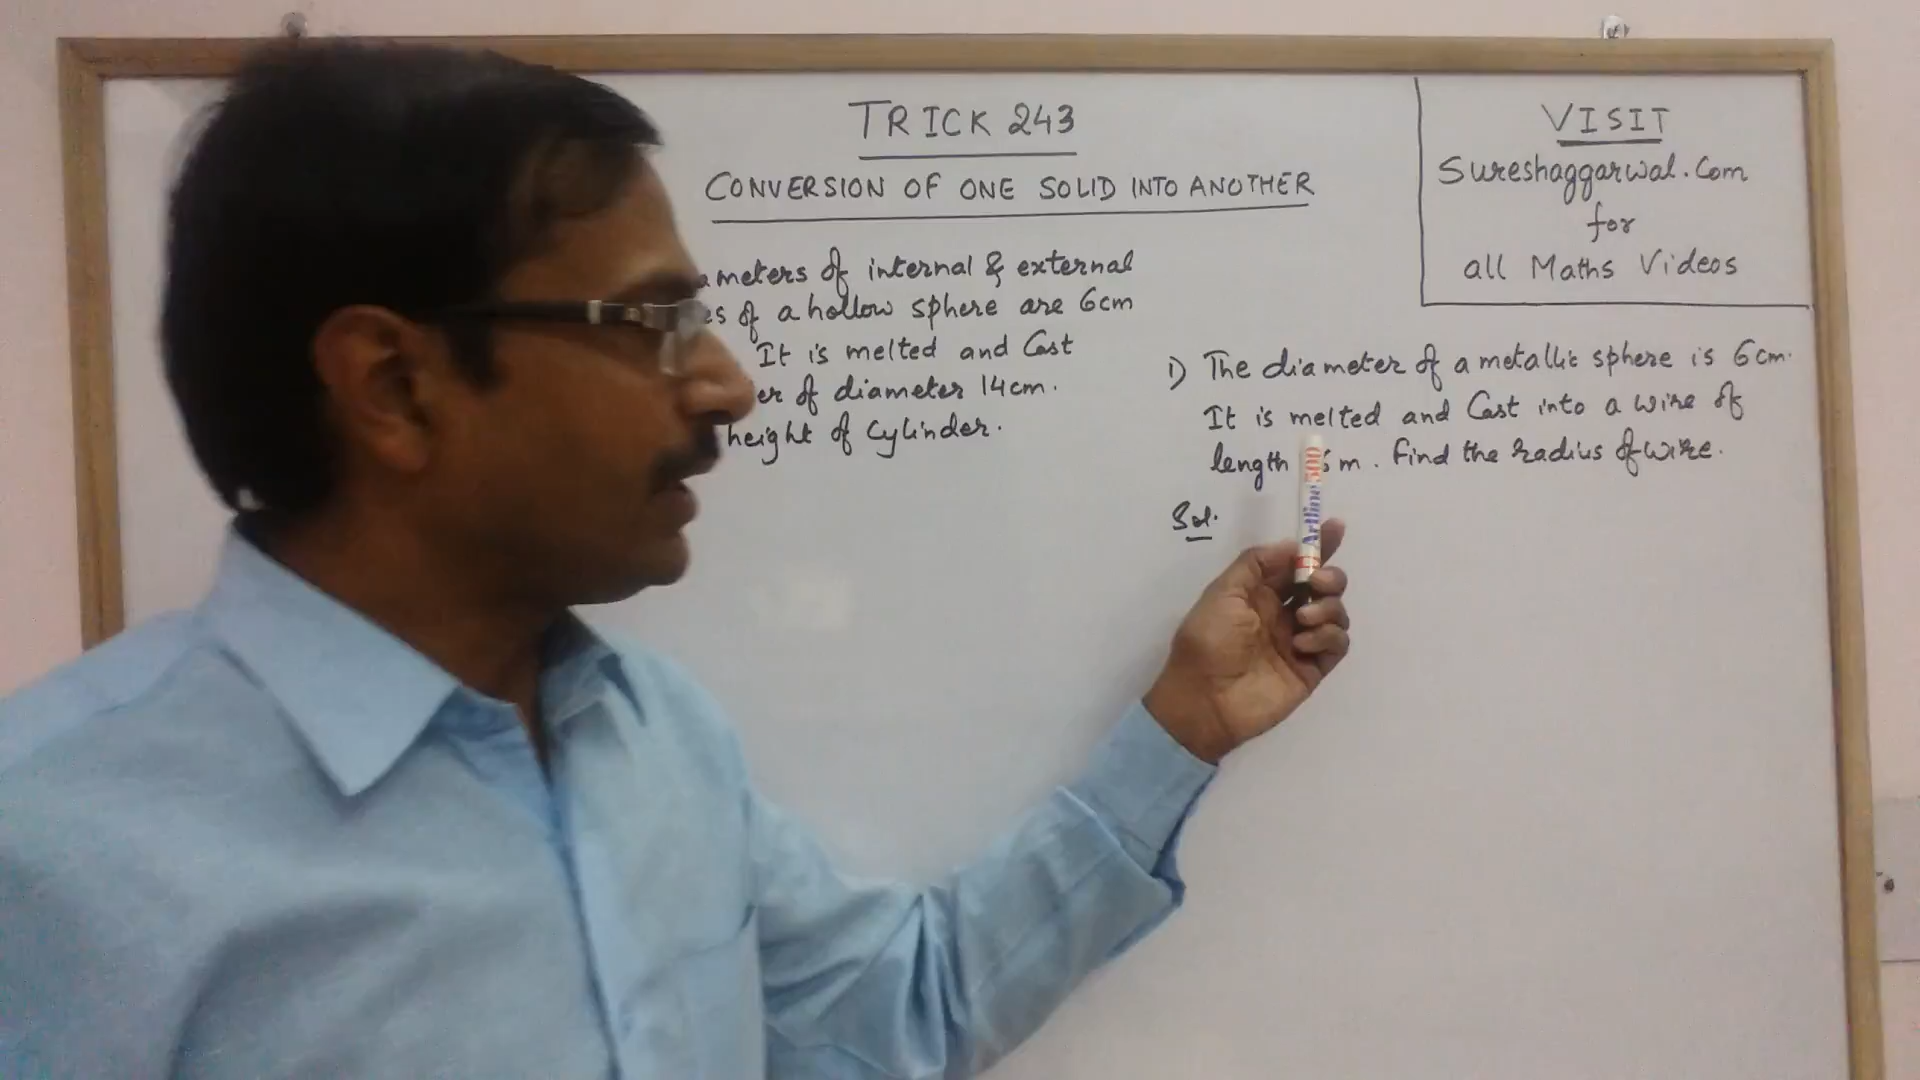 TRICK 243
CONVERSION OF ONE SOLID INTO ANOTHER
VISIT
Sureshaggarwal.Com
for
all Maths Videos
of internal & external
of a hollow sphere are 6cm
It is melted and Cast
of diameter 14cm.
height of Cylinder.
1) The diameter of a metallic sphere is 6cm.
It is melted and Cast into a wire of
length m. Find the radius of wire.
Sol.
Artline 500